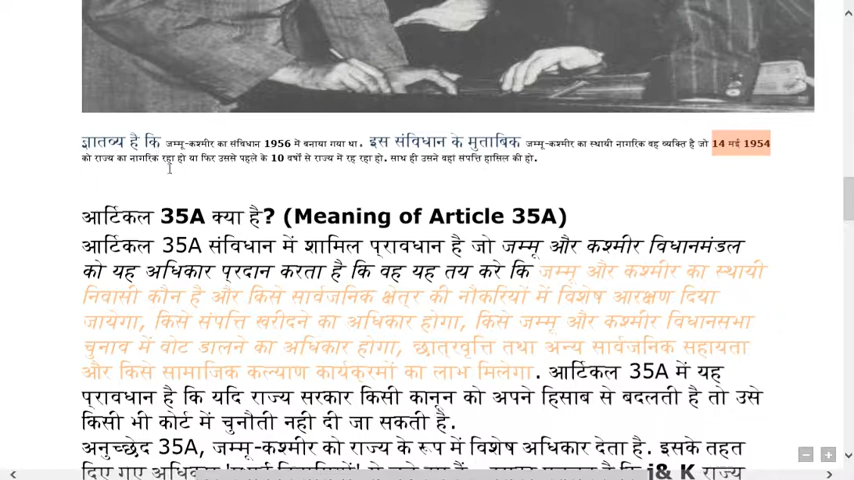 ज्ञातव्य है कि जम्मू-कश्मीर का संविधान 1956 में बनाया गया था. इस संविधान के मुताबिक जम्मू-कश्मीर का स्थायी नागरिक वह व्यक्ति है जो 14 मई 1954
को राज्य का नागरिक रहा हो या फिर उससे पहले के 10 वर्षों से राज्य में रह रहा हो. साथ ही उसने वहां संपत्ति हासिल की हो.
आर्टिकल 35A क्या है? (Meaning of Article 35A)
आर्टिकल 35A संविधान में शामिल प्रावधान है जो जम्मू और कश्मीर विधानमंडल
को यह अधिकार प्रदान करता है कि वह यह तय करे कि जम्मू और कश्मीर का स्थायी
निवासी कौन है और किसे सार्वजनिक क्षेत्र की नौकरियों में विशेष आरक्षण दिया
जायेगा, किसे संपत्ति खरीदने का अधिकार होगा, किसे जम्मू और कश्मीर विधानसभा
चुनाव में वोट डालने का अधिकार होगा, छात्रवृत्ति तथा अन्य सार्वजनिक सहायता
और किसे सामाजिक कल्याण कार्यक्रमों का लाभ मिलेगा. आर्टिकल 35A में यह
प्रावधान है कि यदि राज्य सरकार किसी कानून को अपने हिसाब से बदलती है तो उसे
किसी भी कोर्ट में चुनौती नही दी जा सकती है.
अनुच्छेद 35A, जम्मू-कश्मीर को राज्य के रूप में विशेष अधिकार देता है. इसके तहत
दिए गए j& K राज्य